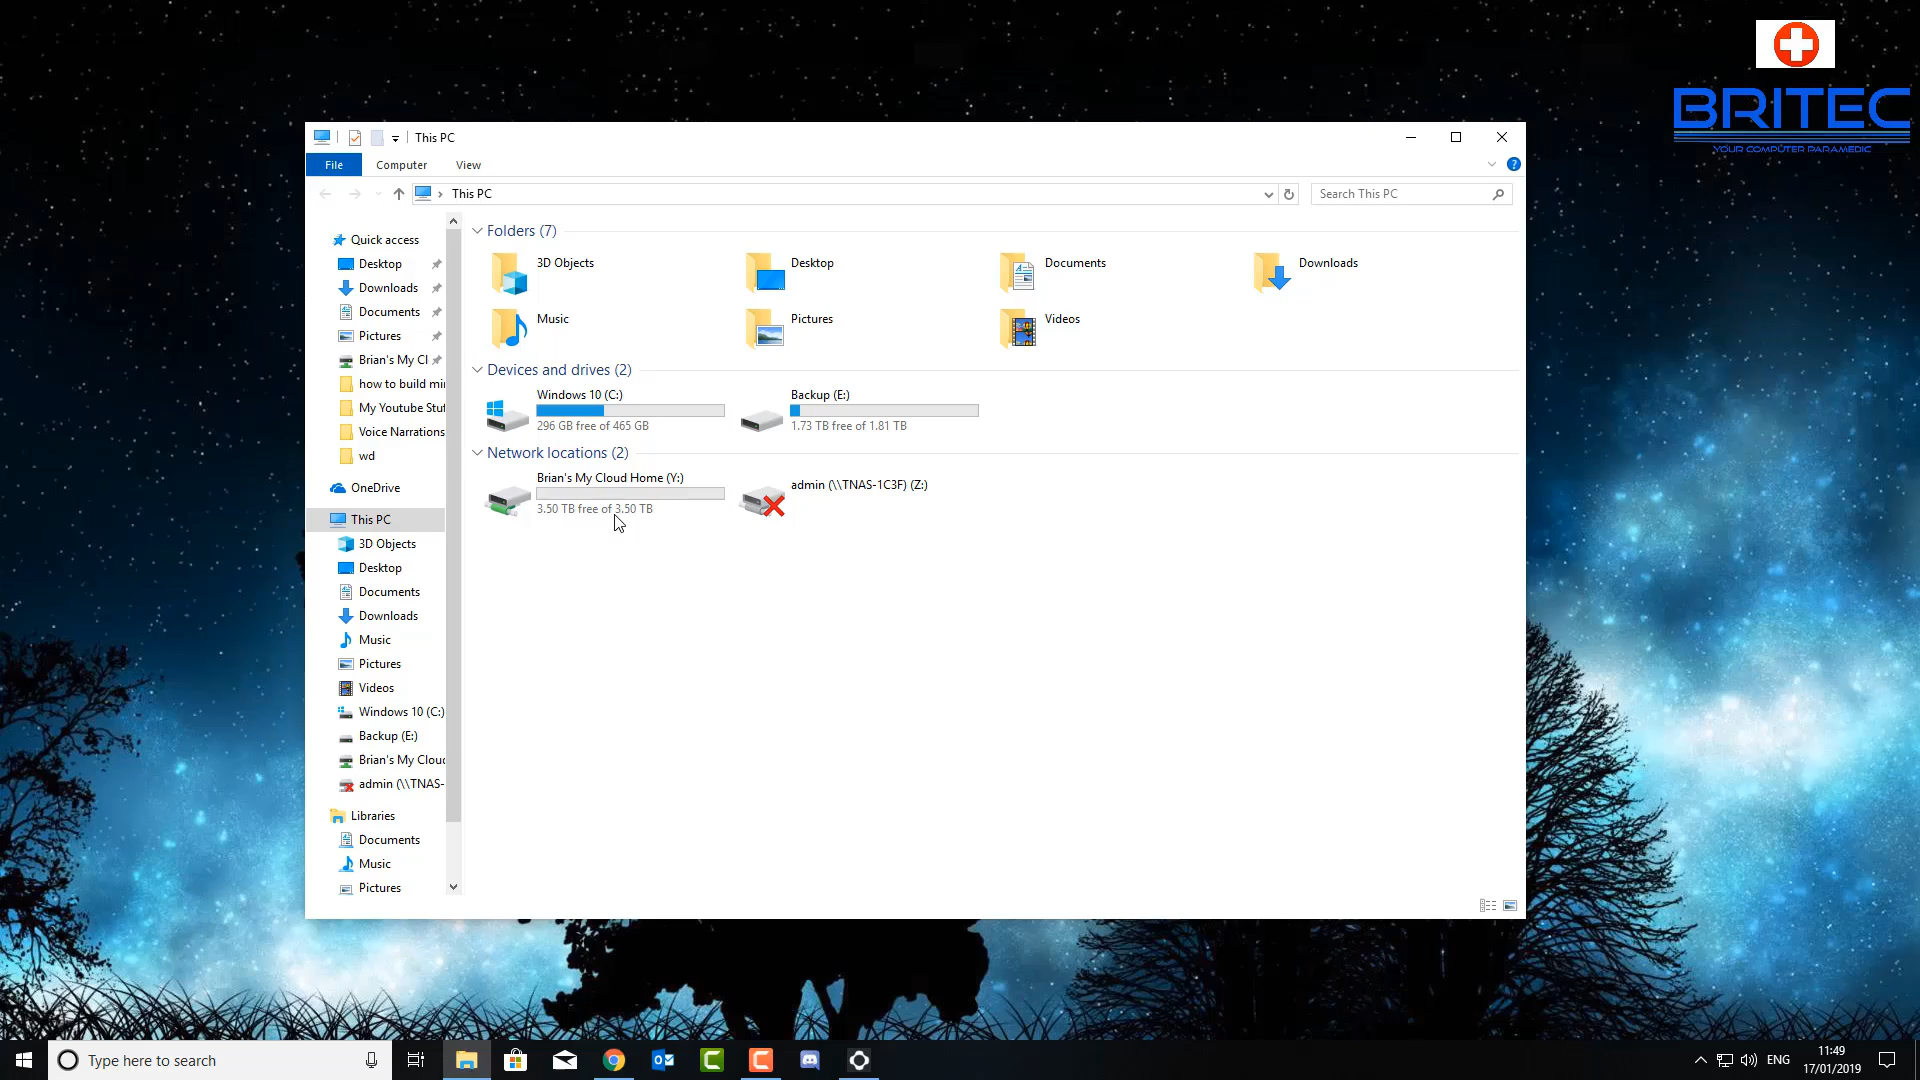 BRITEC
YOUR COMPUTER PARAMEDIC
This PC
File
Computer
View
This PC
Search This PC
Quick access
Desktop
Downloads
Documents
Pictures
Brian's My Cl
how to build mi
My Youtube Stuf
Voice Narrations
wd
OneDrive
This PC
3D Objects
Desktop
Documents
Downloads
Music
Pictures
Videos
Windows 10 (C:)
Backup (E:)
Brian's My Cloud
admin (\\TNAS-
Libraries
Documents
Music
Pictures
Folders (7)
3D Objects
Desktop
Documents
Downloads
Music
Pictures
Videos
Devices and drives (2)
Windows 10 (C:)
296 GB free of 465 GB
Backup (E:)
1.73 TB free of 1.81 TB
Network locations (2)
Brian's My Cloud Home (Y:)
3.50 TB free of 3.50 TB
admin (\\TNAS-1C3F) (Z:)
Type here to search
ENG
11:49
17/01/2019